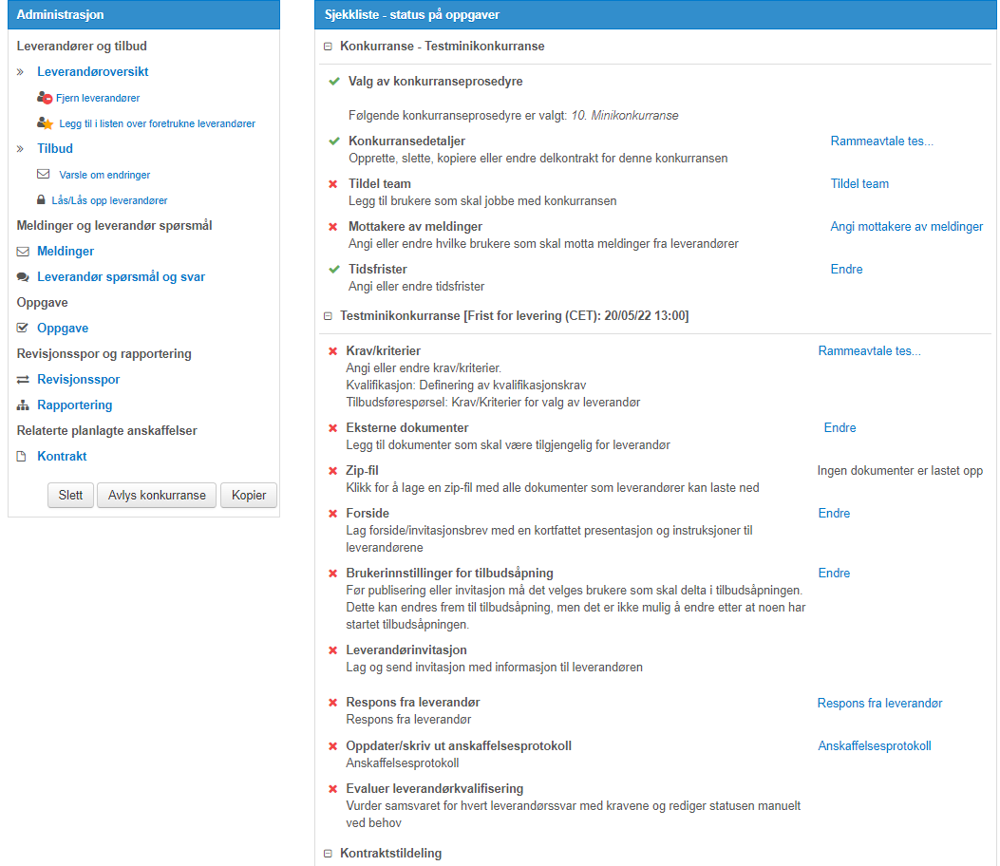 Administrasjon
Leverandører og tilbud
Leverandøroversikt
Fjern leverandører
Legg til i listen over foretrukne leverandører
Tilbud
Varsle om endringer
Lås/Lås opp leverandører
Meldinger og leverandør spørsmål
Meldinger
Leverandør spørsmål og svar
Oppgave
Oppgave
Revisjonsspor og rapportering
Revisjonsspor
Rapportering
Relaterte planlagte anskaffelser
Kontrakt
Slett Avlys konkurranse Kopier
Sjekkliste - status på oppgaver
Konkurranse - Testminikonkurranse
Valg av konkurranseprosedyre
Følgende konkurranseprosedyre er valgt: 10. Minikonkurranse
Konkurransedetaljer Rammeavtale tes...
Opprette, slette, kopiere eller endre delkontrakt for denne konkurransen
Tildel team Tildel team
Legg til brukere som skal jobbe med konkurransen
Mottakere av meldinger Angi mottakere av meldinger
Angi eller endre hvilke brukere som skal motta meldinger fra leverandører
Tidsfrister Endre
Angi eller endre tidsfrister
Testminikonkurranse [Frist for levering (CET): 20/05/22 13:00]
Krav/kriterier Rammeavtale tes...
Angi eller endre krav/kriterier.
Kvalifikasjon: Definering av kvalifikasjonskrav
Tilbudsførespørsel: Krav/Kriterier for valg av leverandør
Eksterne dokumenter Endre
Legg til dokumenter som skal være tilgjengelig for leverandør
Zip-fil Ingen dokumenter er lastet opp
Klikk for å lage en zip-fil med alle dokumenter som leverandører kan laste ned
Forside Endre
Lag forside/invitasjonsbrev med en kortfattet presentasjon og instruksjoner til
leverandørene
Brukerinnstillinger for tilbudsåpning Endre
Før publisering eller invitasjon må det velges brukere som skal delta i tilbudsåpningen.
Dette kan endres frem til tilbudsåpning, men det er ikke mulig å endre etter at noen har
startet tilbudsåpningen.
Leverandørinvitasjon
Lag og send invitasjon med informasjon til leverandøren
Respons fra leverandør Respons fra leverandør
Respons fra leverandør
Oppdater/skriv ut anskaffelsesprotokoll Anskaffelsesprotokoll
Anskaffelsesprotokoll
Evaluer leverandørkvalifisering
Vurder samsvaret for hvert leverandørssvar med kravene og rediger statusen manuelt
ved behov
Kontraktstildeling